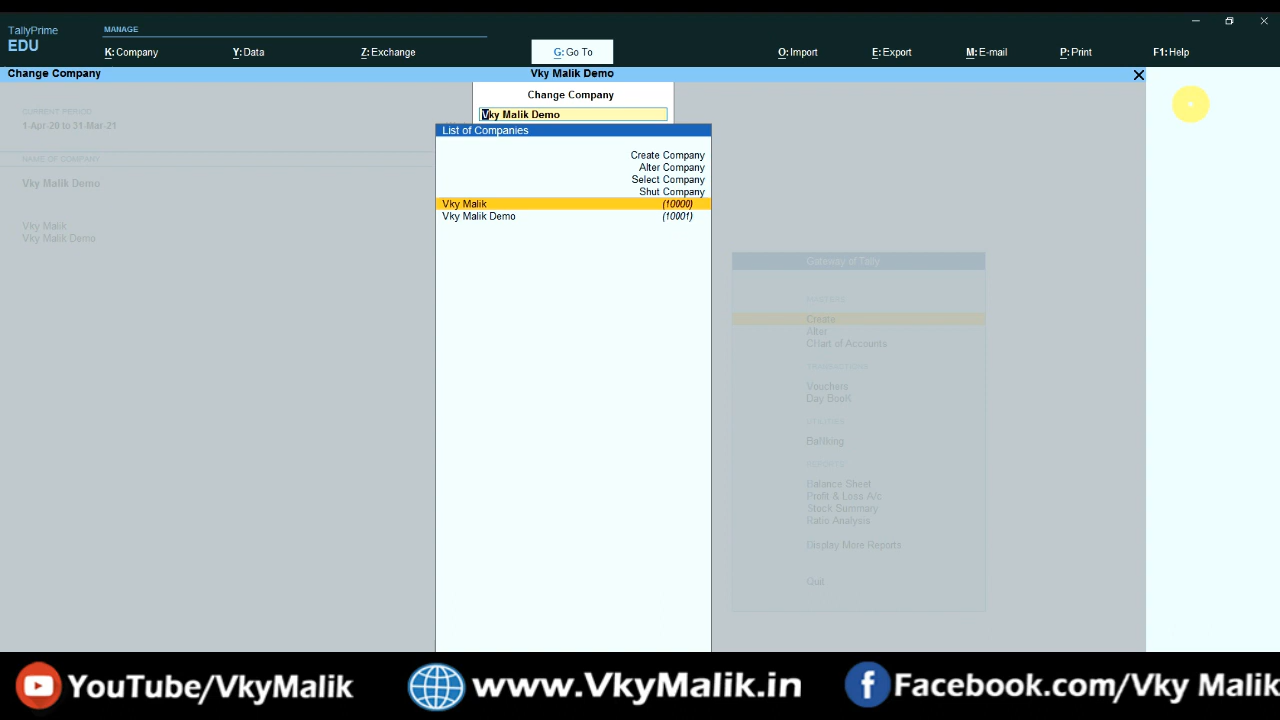 TallyPrime
EDU
MANAGE
K: Company
Y: Data
Z: Exchange
G: Go To
O: Import
E: Export
M: E-mail
P: Print
F1: Help
Change Company
Vky Malik Demo
Change Company
Vky Malik Demo
List of Companies
Create Company
Alter Company
Select Company
Shut Company
Vky Malik (10000)
Vky Malik Demo (10001)
CURRENT PERIOD
1-Apr-20 to 31-Mar-21
NAME OF COMPANY
Vky Malik Demo
Vky Malik
Vky Malik Demo
Gateway of Tally
MASTERS
Create
Alter
Chart of Accounts
TRANSACTIONS
Vouchers
Day Book
UTILITIES
Banking
REPORTS
Balance Sheet
Profit & Loss A/c
Stock Summary
Ratio Analysis
Display More Reports
Quit
YouTube/VkyMalik
www.VkyMalik.in
Facebook.com/Vky Malik